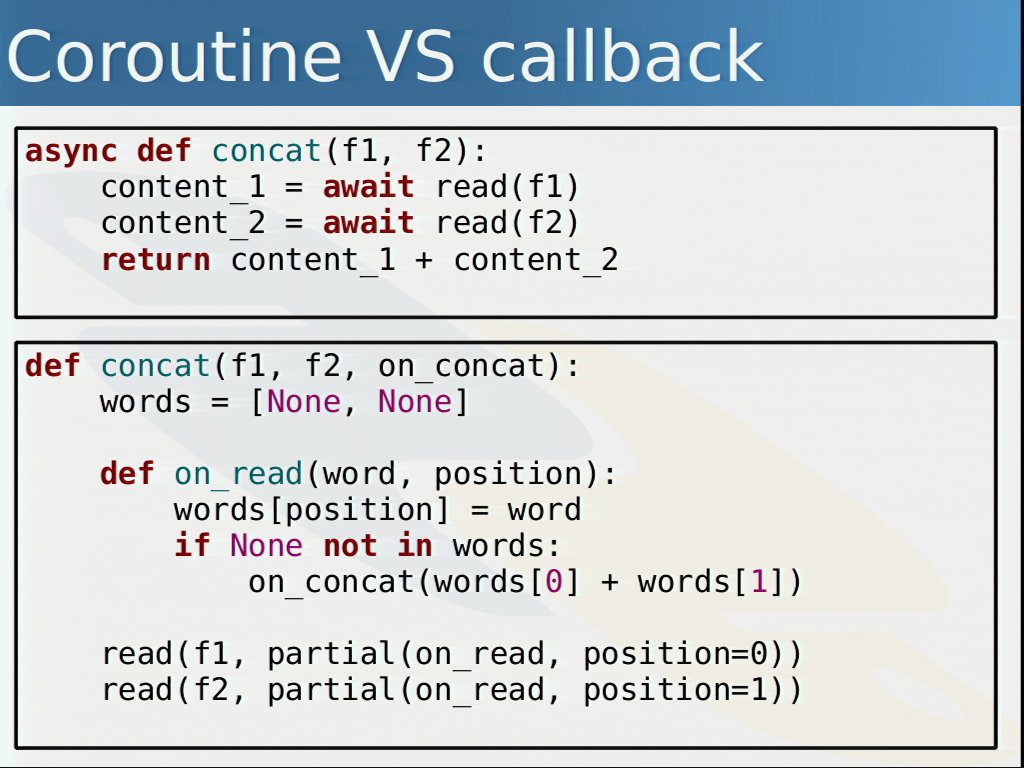 Coroutine VS callback
async def concat(f1, f2):
    content_1 = await read(f1)
    content_2 = await read(f2)
    return content_1 + content_2
def concat(f1, f2, on_concat):
    words = [None, None]
    def on_read(word, position):
        words[position] = word
        if None not in words:
            on_concat(words[0] + words[1])
    read(f1, partial(on_read, position=0))
    read(f2, partial(on_read, position=1))